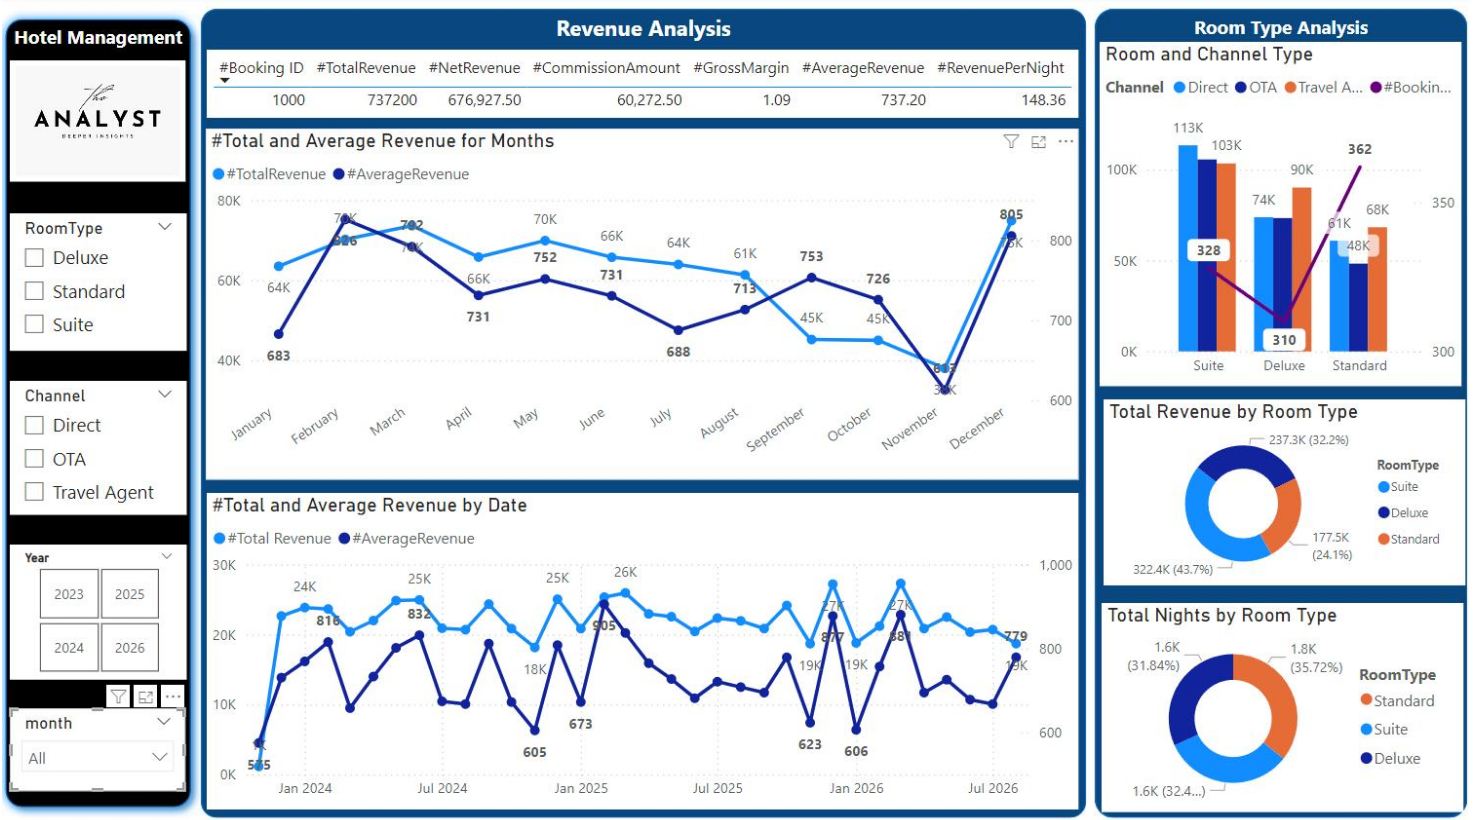 Hotel Management
The
ANALYST
DEEPER INSIGHTS
RoomType
Deluxe
Standard
Suite
Channel
Direct
OTA
Travel Agent
Year
2023 2025
2024 2026
month
All
Revenue Analysis
#Booking ID #TotalRevenue #NetRevenue #CommissionAmount #GrossMargin #AverageRevenue #RevenuePerNight
1000 737200 676,927.50 60,272.50 1.09 737.20 148.36
#Total and Average Revenue for Months
#TotalRevenue #AverageRevenue
80K
60K
40K
800
700
600
64K 66K 70K 66K 64K 61K 45K 45K
683 731 752 731 688 713 753 726 805
January February March April May June July August September October November December
#Total and Average Revenue by Date
#Total Revenue #AverageRevenue
30K
20K
10K
0K
1,000
800
600
24K 25K 18K 25K 26K 19K 27K 19K 27K 19K
575 816 832 605 673 905 623 877 606 881 779
Jan 2024 Jul 2024 Jan 2025 Jul 2025 Jan 2026 Jul 2026
Room Type Analysis
Room and Channel Type
Channel Direct OTA Travel A... #Bookin...
100K
50K
0K
350
300
113K 103K 74K 90K 61K 48K 68K
328 310 362
Suite Deluxe Standard
Total Revenue by Room Type
237.3K (32.2%)
177.5K
(24.1%)
322.4K (43.7%)
RoomType
Suite
Deluxe
Standard
Total Nights by Room Type
1.6K
(31.84%)
1.8K
(35.72%)
1.6K (32.4...)
RoomType
Standard
Suite
Deluxe